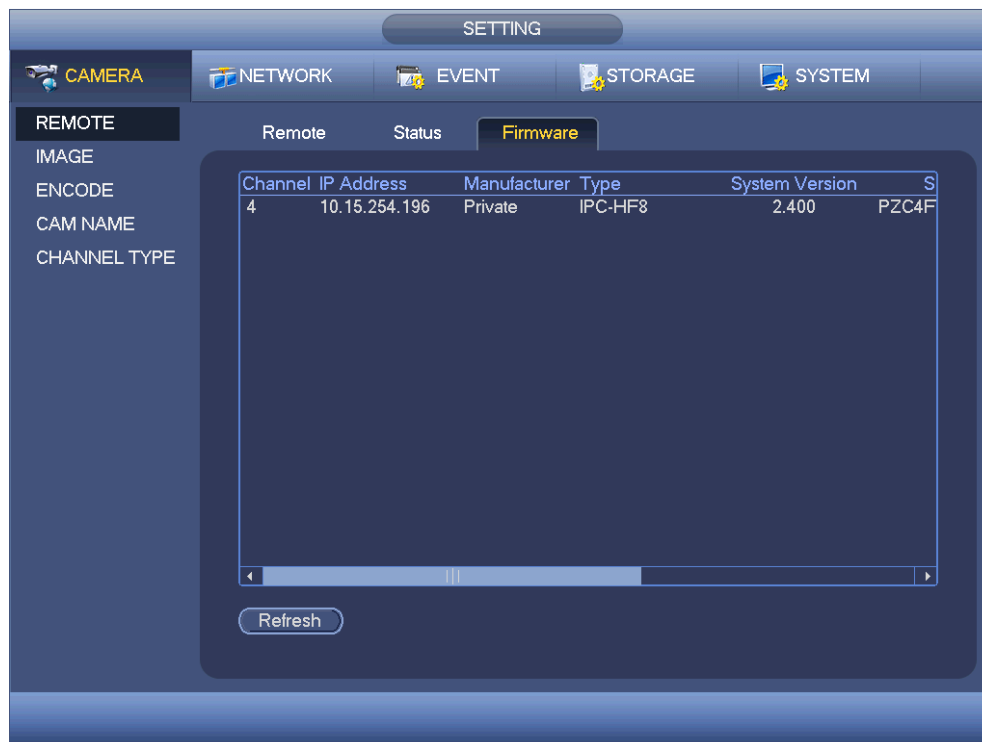 SETTING
CAMERA NETWORK EVENT STORAGE SYSTEM
REMOTE
IMAGE
ENCODE
CAM NAME
CHANNEL TYPE
Remote Status Firmware
Channel IP Address Manufacturer Type System Version S
4 10.15.254.196 Private IPC-HF8 2.400 PZC4F
Refresh